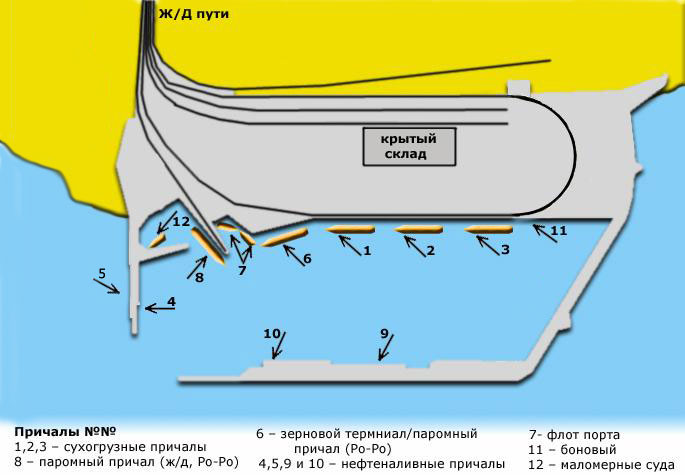 Ж/Д пути
крытый
склад
12
11
1
2
3
6
7
8
5
4
10
9
Причалы №№
1,2,3 – сухогрузные причалы
8 – паромный причал (ж/д, Ро-Ро)
6 – зерновой термниал/паромный
причал (Ро-Ро)
4,5,9 и 10 – нефтеналивные причалы
7- флот порта
11 – боновый
12 – маломерные суда